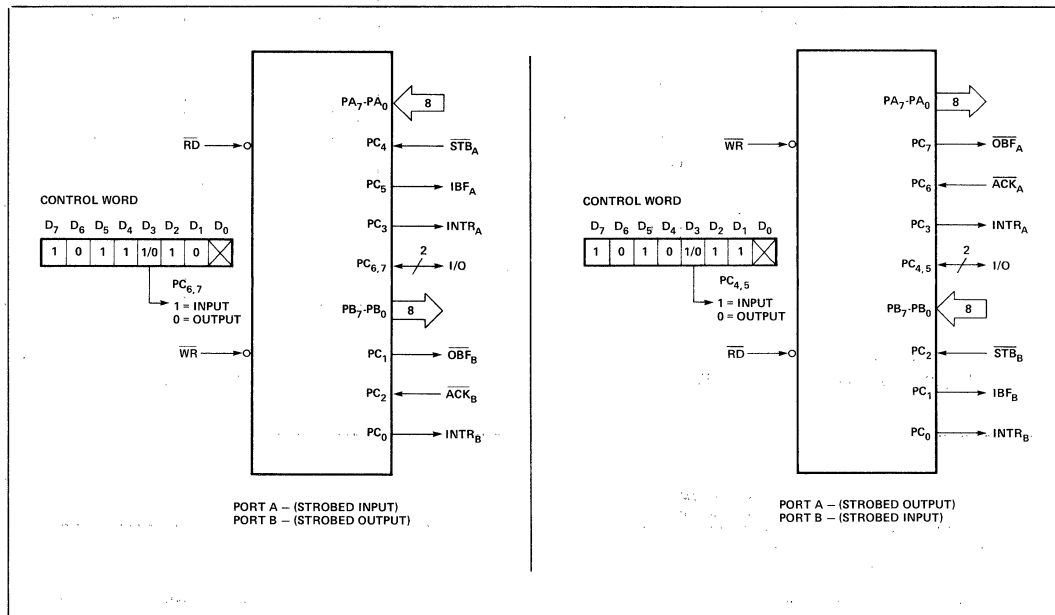 PA7-PA0
8
RD
PC4
STBA
PC5
IBFA
CONTROL WORD
D7 D6 D5 D4 D3 D2 D1 D0
1 0 1 1 1/0 1 0 X
PC3
INTRA
PC6,7
2
I/O
PC6,7
1 = INPUT
0 = OUTPUT
PB7-PB0
8
WR
PC1
OBFB
PC2
ACKB
PC0
INTRB
PORT A – (STROBED INPUT)
PORT B – (STROBED OUTPUT)
PA7-PA0
8
WR
PC7
OBFA
PC6
ACKA
CONTROL WORD
D7 D6 D5 D4 D3 D2 D1 D0
1 0 1 0 1/0 1 1 X
PC3
INTRA
PC4,5
2
I/O
PC4,5
1 = INPUT
0 = OUTPUT
PB7-PB0
8
RD
PC2
STBB
PC1
IBFB
PC0
INTRB
PORT A – (STROBED OUTPUT)
PORT B – (STROBED INPUT)